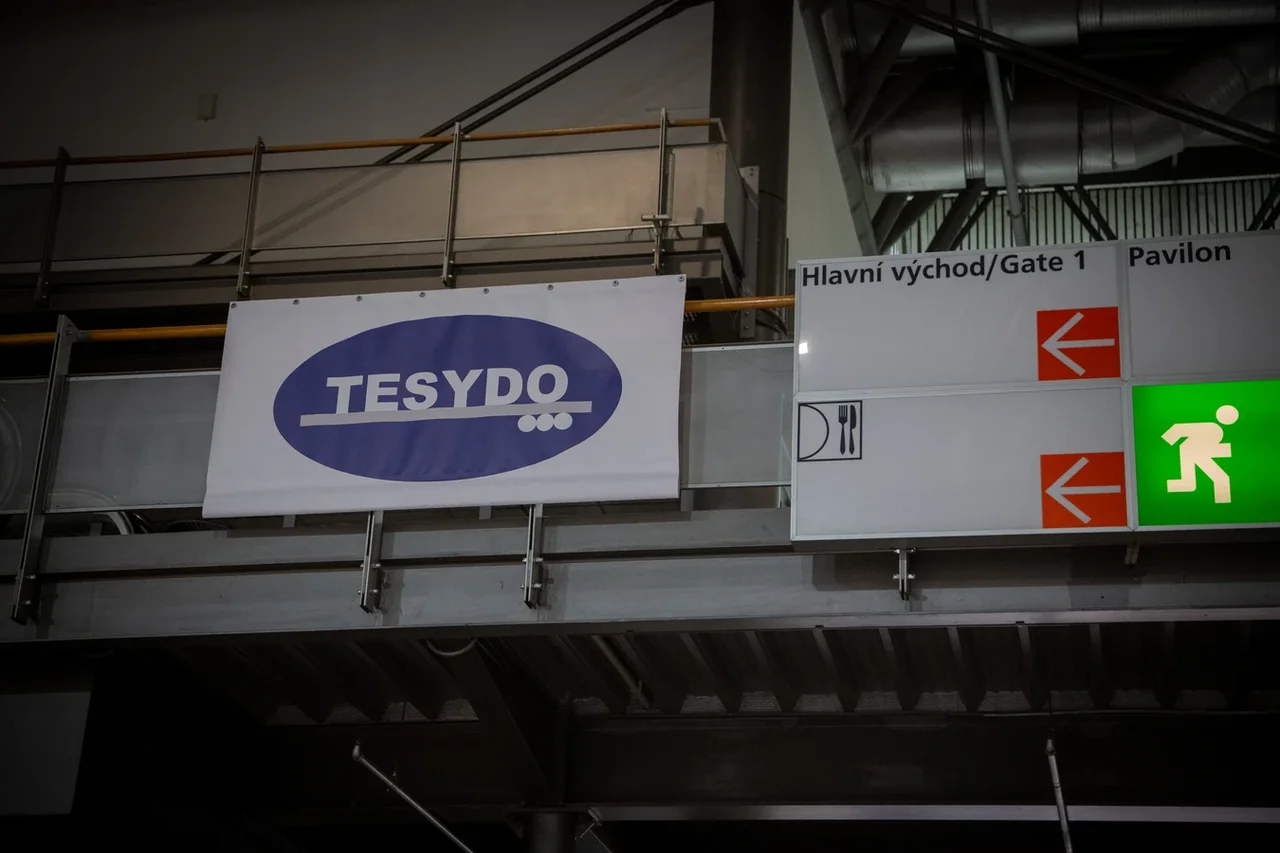 TESYDO
Hlavní východ/Gate 1
Pavilon